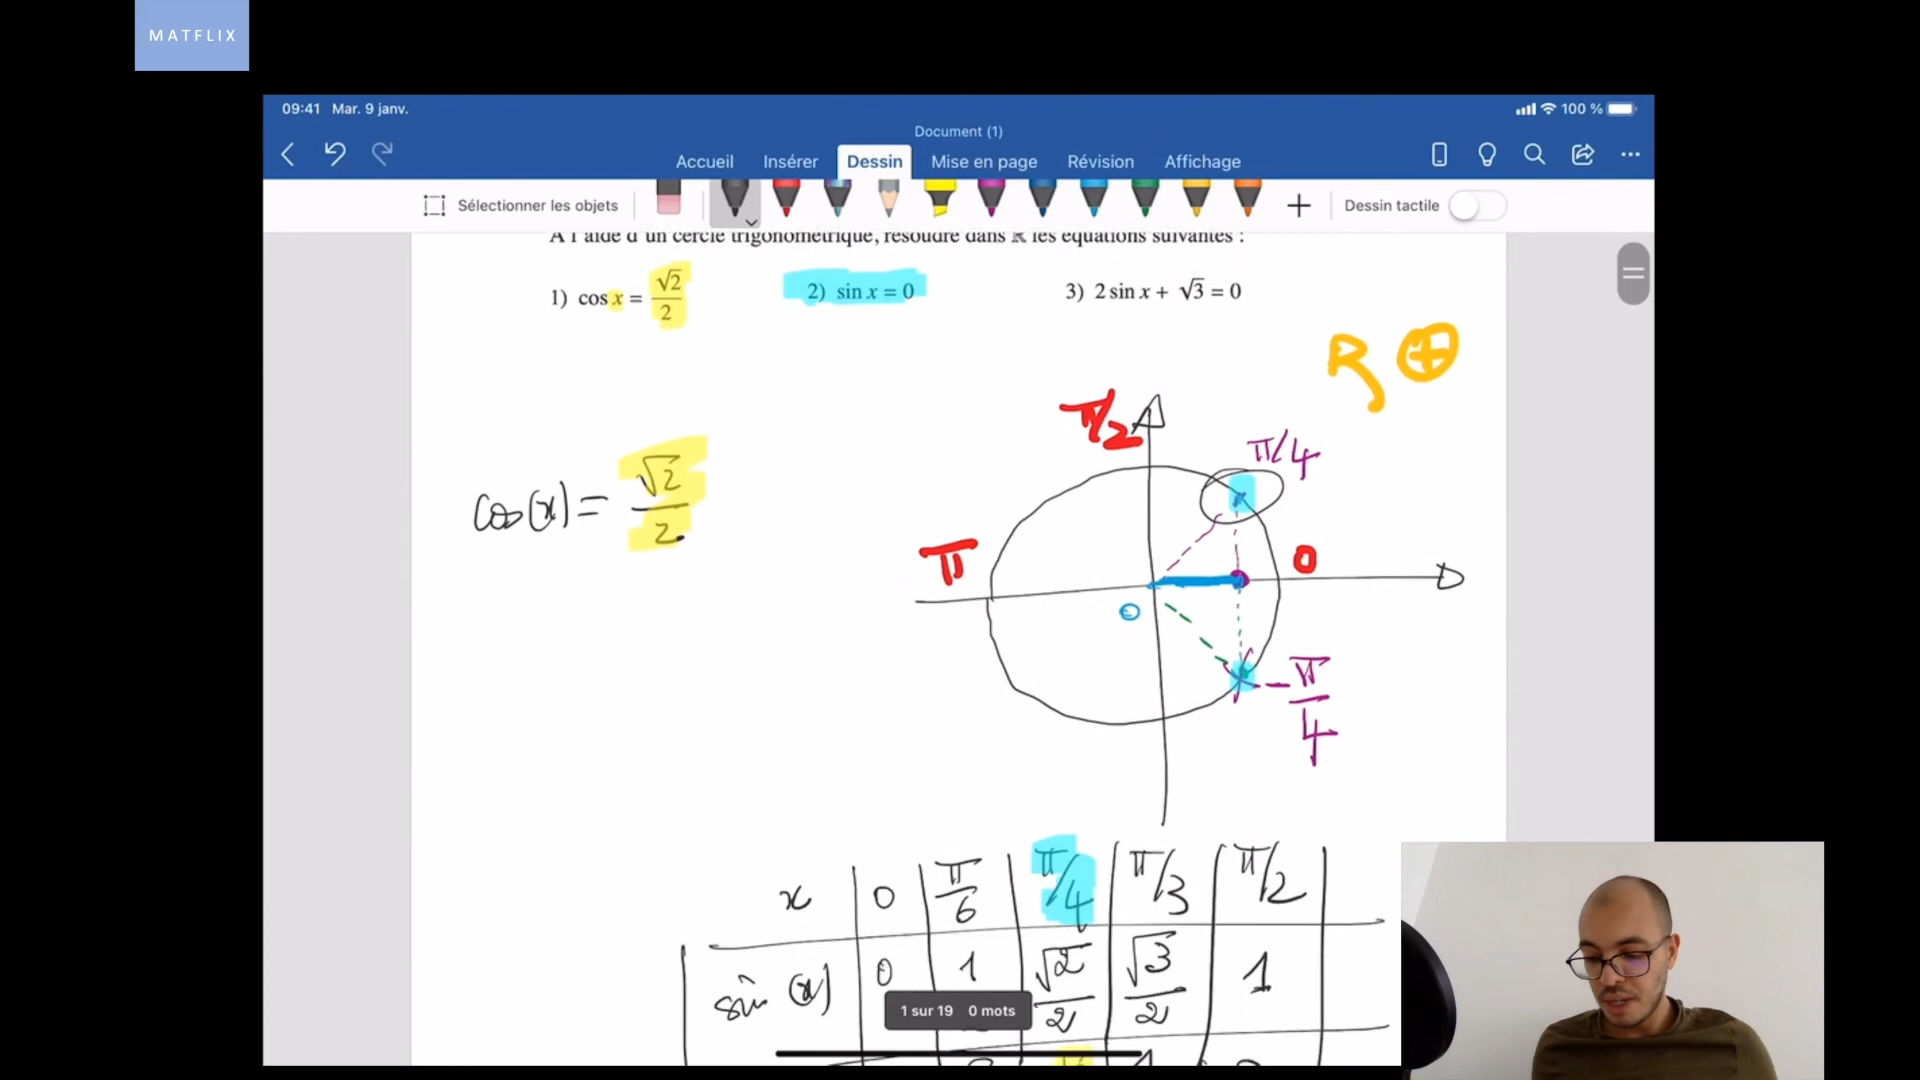 MATFLIX
09:41 Mar. 9 janv.
100 %
Document (1)
Accueil Insérer Dessin Mise en page Révision Affichage
Sélectionner les objets
Dessin tactile
A l'aide d'un cercle trigonométrique, résoudre dans ℝ les équations suivantes :
1) cos x = √2/2 2) sin x = 0 3) 2 sin x + √3 = 0
π/2
π/4
cos(x) = √2/2
π
0
O
-π/4
x 0 π/6 π/4 π/3 π/2
sin (x) 0 1 √2/2 √3/2 1
1 sur 19 0 mots